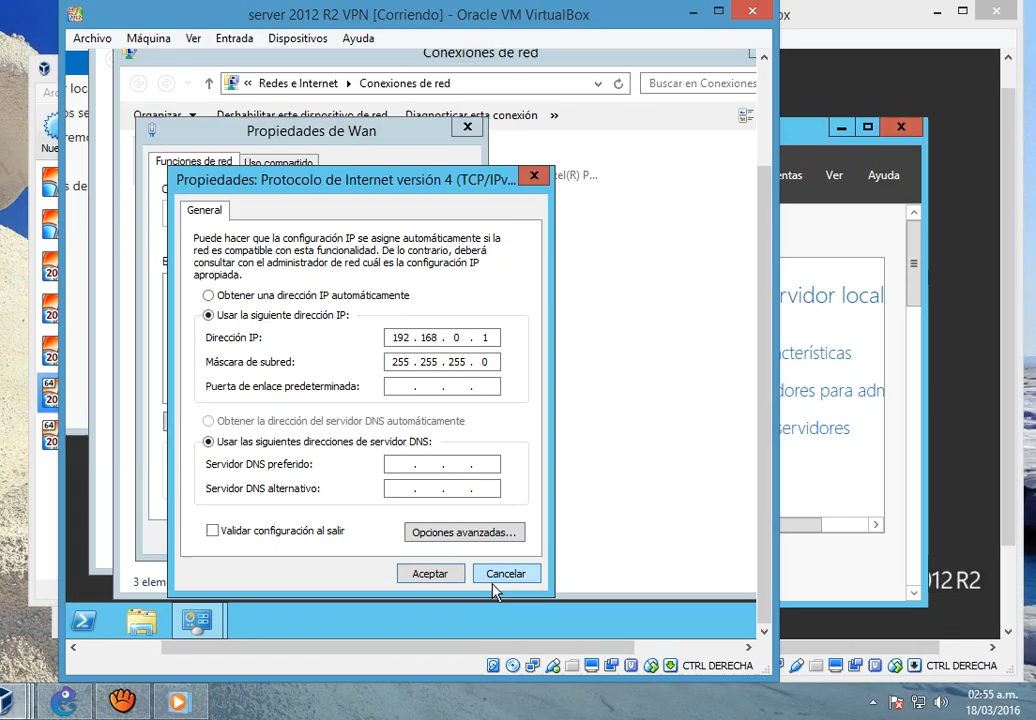 server 2012 R2 VPN [Corriendo] - Oracle VM VirtualBox
ox
Archivo Máquina Ver Entrada Dispositivos Ayuda
Conexiones de red
« Redes e Internet Conexiones de red
Buscar en Conexiones
Organizar Deshabilitar este dispositivo de red Diagnosticar esta conexión »
Propiedades de Wan
Funciones de red Uso compartido
tel(R) P...
Propiedades: Protocolo de Internet versión 4 (TCP/IPv...
General
Puede hacer que la configuración IP se asigne automáticamente si la
red es compatible con esta funcionalidad. De lo contrario, deberá
consultar con el administrador de red cuál es la configuración IP
apropiada.
Obtener una dirección IP automáticamente
Usar la siguiente dirección IP:
Dirección IP: 192 . 168 . 0 . 1
Máscara de subred: 255 . 255 . 255 . 0
Puerta de enlace predeterminada: . . .
Obtener la dirección del servidor DNS automáticamente
Usar las siguientes direcciones de servidor DNS:
Servidor DNS preferido: . . .
Servidor DNS alternativo: . . .
Validar configuración al salir
Opciones avanzadas...
Aceptar Cancelar
3 elem
entas Ver Ayuda
rvidor local
acterísticas
dores para adm
servidores
012 R2
CTRL DERECHA
CTRL DERECHA
02:55 a.m.
18/03/2016